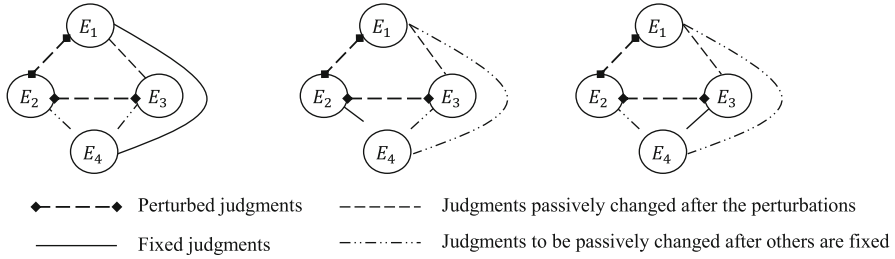 E₁ E₁ E₁
E₂ E₃ E₂ E₃ E₂ E₃
E₄ E₄ E₄
Perturbed judgments Judgments passively changed after the perturbations
Fixed judgments Judgments to be passively changed after others are fixed